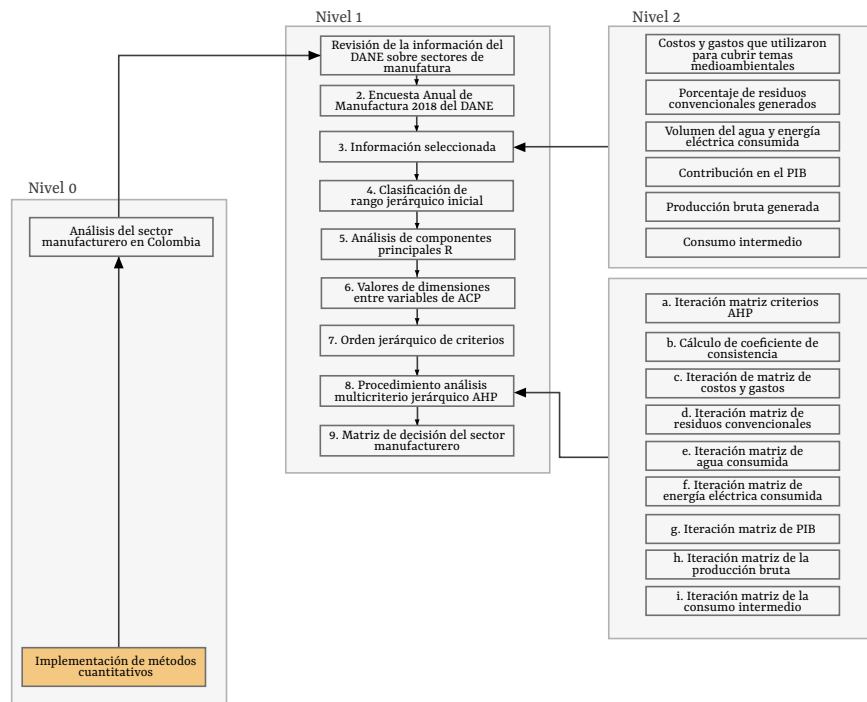 Nivel 0
Análisis del sector
manufacturero en Colombia
Implementación de métodos
cuantitativos
Nivel 1
Revisión de la información del
DANE sobre sectores de
manufatura
2. Encuesta Anual de
Manufactura 2018 del DANE
3. Información seleccionada
4. Clasificación de
rango jerárquico inicial
5. Análisis de componentes
principales R
6. Valores de dimensiones
entre variables de ACP
7. Orden jerárquico de criterios
8. Procedimiento análisis
multicriterio jerárquico AHP
9. Matriz de decisión del sector
manufacturero
Nivel 2
Costos y gastos que utilizaron
para cubrir temas
medioambientales
Porcentaje de residuos
convencionales generados
Volumen del agua y energía
eléctrica consumida
Contribución en el PIB
Producción bruta generada
Consumo intermedio
a. Iteración matriz criterios
AHP
b. Cálculo de coeficiente de
consistencia
c. Iteración de matriz de
costos y gastos
d. Iteración matriz de
residuos convencionales
e. Iteración matriz de
agua consumida
f. Iteración matriz de
energía eléctrica consumida
g. Iteración matriz de PIB
h. Iteración matriz de la
producción bruta
i. Iteración matriz de la
consumo intermedio